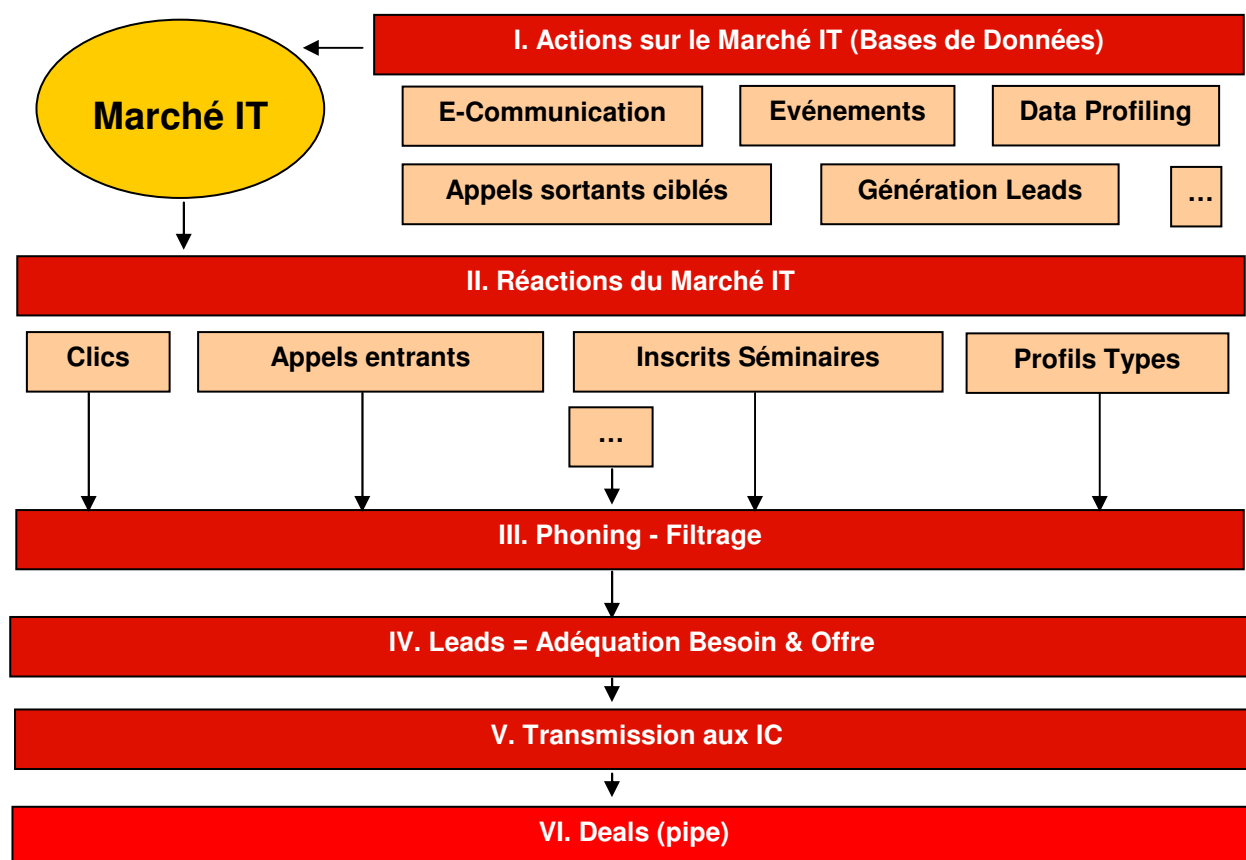 I. Actions sur le Marché IT (Bases de Données)
Marché IT
E-Communication
Evénements
Data Profiling
Appels sortants ciblés
Génération Leads
...
II. Réactions du Marché IT
Clics
Appels entrants
Inscrits Séminaires
Profils Types
...
III. Phoning - Filtrage
IV. Leads = Adéquation Besoin & Offre
V. Transmission aux IC
VI. Deals (pipe)